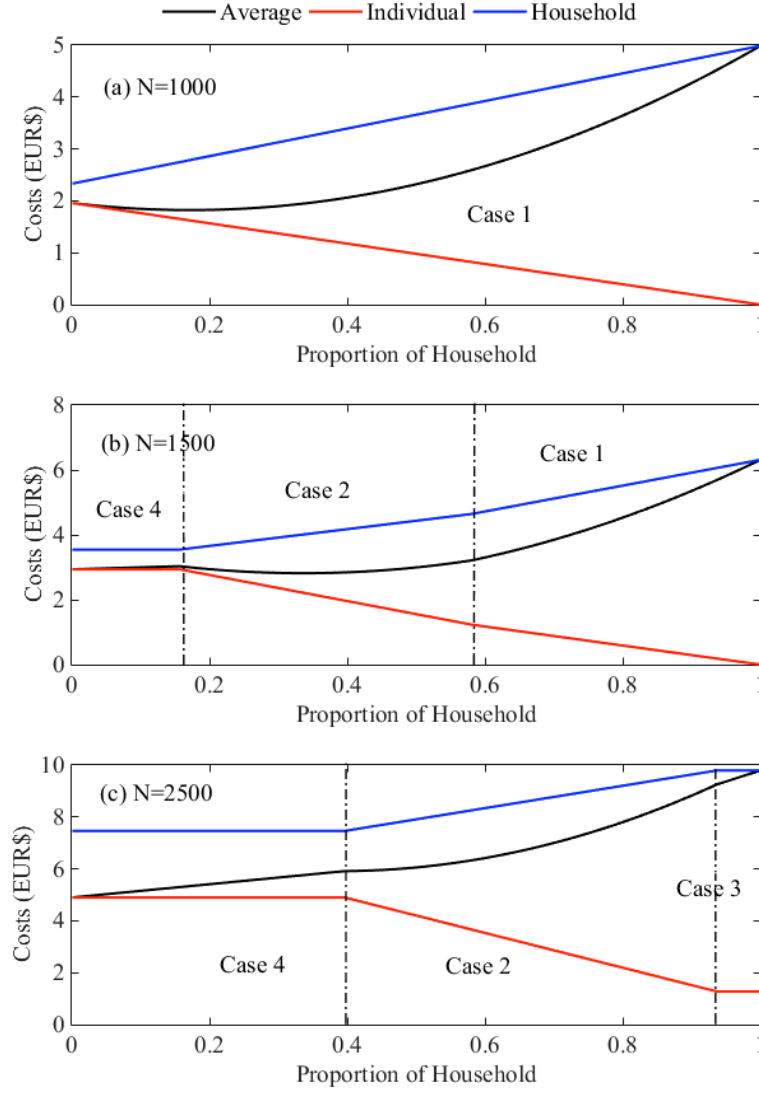 Average Individual Household
5
4
3
2
1
0
Costs (EUR$)
(a) N=1000
Case 1
0 0.2 0.4 0.6 0.8 1
Proportion of Household
8
6
4
2
0
Costs (EUR$)
(b) N=1500
Case 4
Case 2
Case 1
0 0.2 0.4 0.6 0.8 1
Proportion of Household
10
8
6
4
2
0
Costs (EUR$)
(c) N=2500
Case 4
Case 2
Case 3
0 0.2 0.4 0.6 0.8 1
Proportion of Household